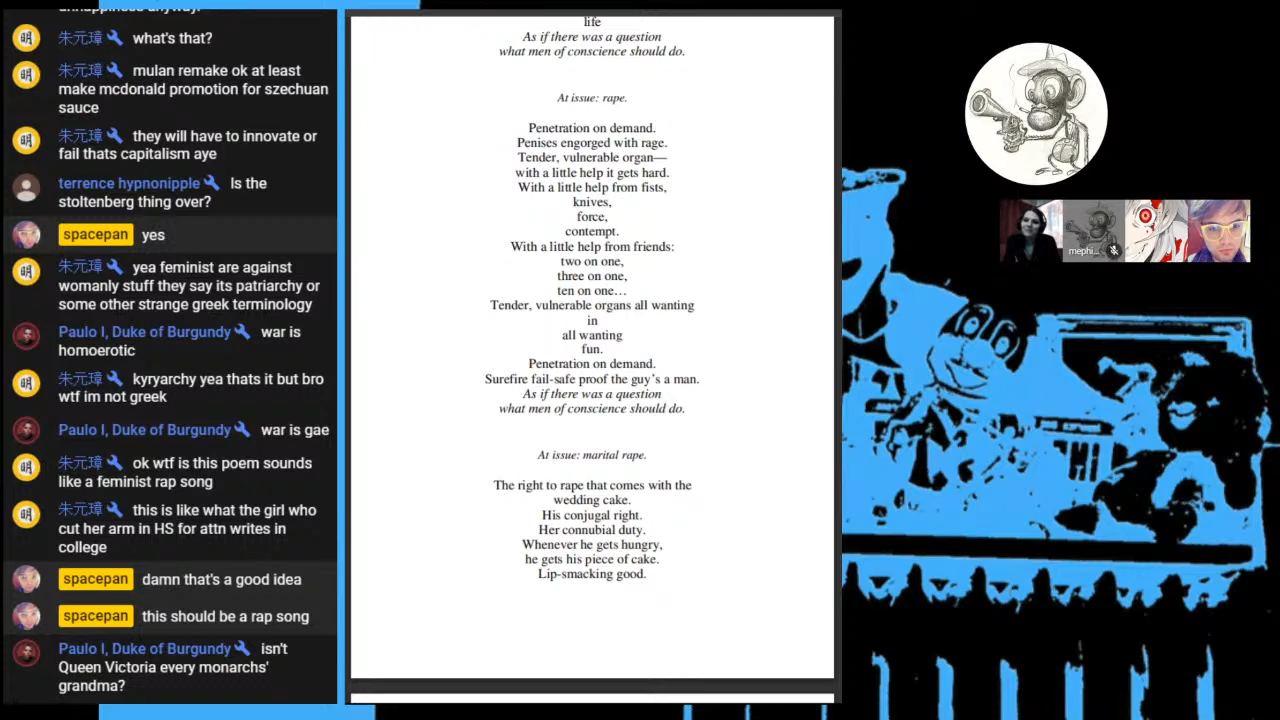 unhappiness anyway.
朱元璋 what's that?
朱元璋 mulan remake ok at least
make mcdonald promotion for szechuan
sauce
朱元璋 they will have to innovate or
fail thats capitalism aye
terrence hypnonipple Is the
stoltenberg thing over?
spacepan yes
朱元璋 yea feminist are against
womanly stuff they say its patriarchy or
some other strange greek terminology
Paulo I, Duke of Burgundy war is
homoerotic
朱元璋 kyryarchy yea thats it but bro
wtf im not greek
Paulo I, Duke of Burgundy war is gae
朱元璋 ok wtf is this poem sounds
like a feminist rap song
朱元璋 this is like what the girl who
cut her arm in HS for attn writes in
college
spacepan damn that's a good idea
spacepan this should be a rap song
Paulo I, Duke of Burgundy isn't
Queen Victoria every monarchs'
grandma?
life
As if there was a question
what men of conscience should do.
At issue: rape.
Penetration on demand.
Penises engorged with rage.
Tender, vulnerable organ—
with a little help it gets hard.
With a little help from fists,
knives,
force,
contempt.
With a little help from friends:
two on one,
three on one,
ten on one…
Tender, vulnerable organs all wanting
in
all wanting
fun.
Penetration on demand.
Surefire fail-safe proof the guy's a man.
As if there was a question
what men of conscience should do.
At issue: marital rape.
The right to rape that comes with the
wedding cake.
His conjugal right.
Her connubial duty.
Whenever he gets hungry,
he gets his piece of cake.
Lip-smacking good.
mephi...